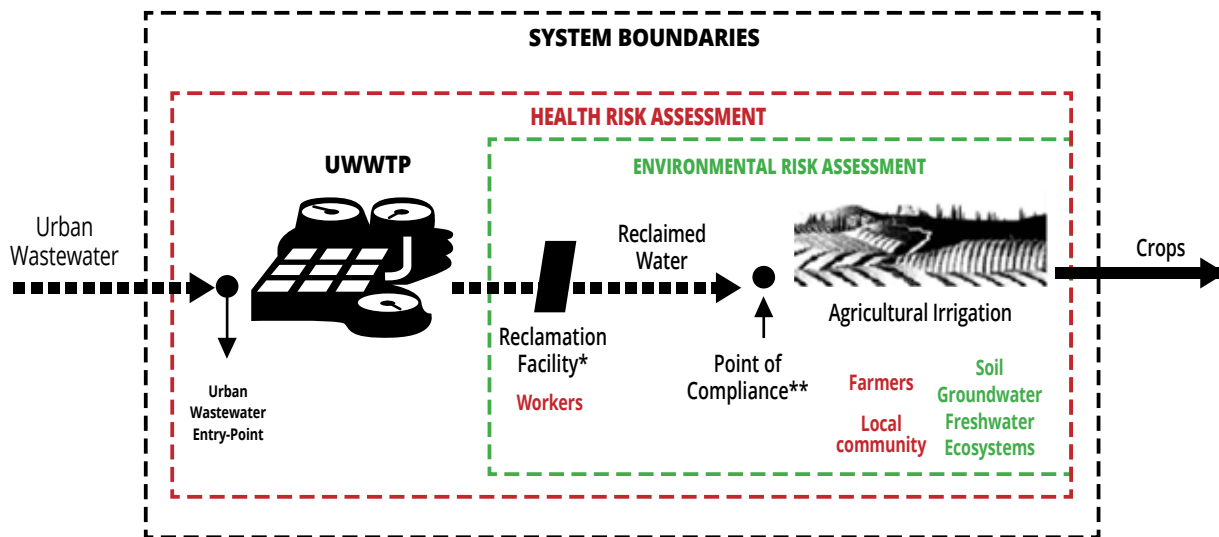 SYSTEM BOUNDARIES
HEALTH RISK ASSESSMENT
UWWTP
ENVIRONMENTAL RISK ASSESSMENT
Urban
Wastewater
Reclaimed
Water
Crops
Agricultural Irrigation
Reclamation
Facility*
Workers
Point of
Compliance**
Urban
Wastewater
Entry-Point
Farmers
Local
community
Soil
Groundwater
Freshwater
Ecosystems